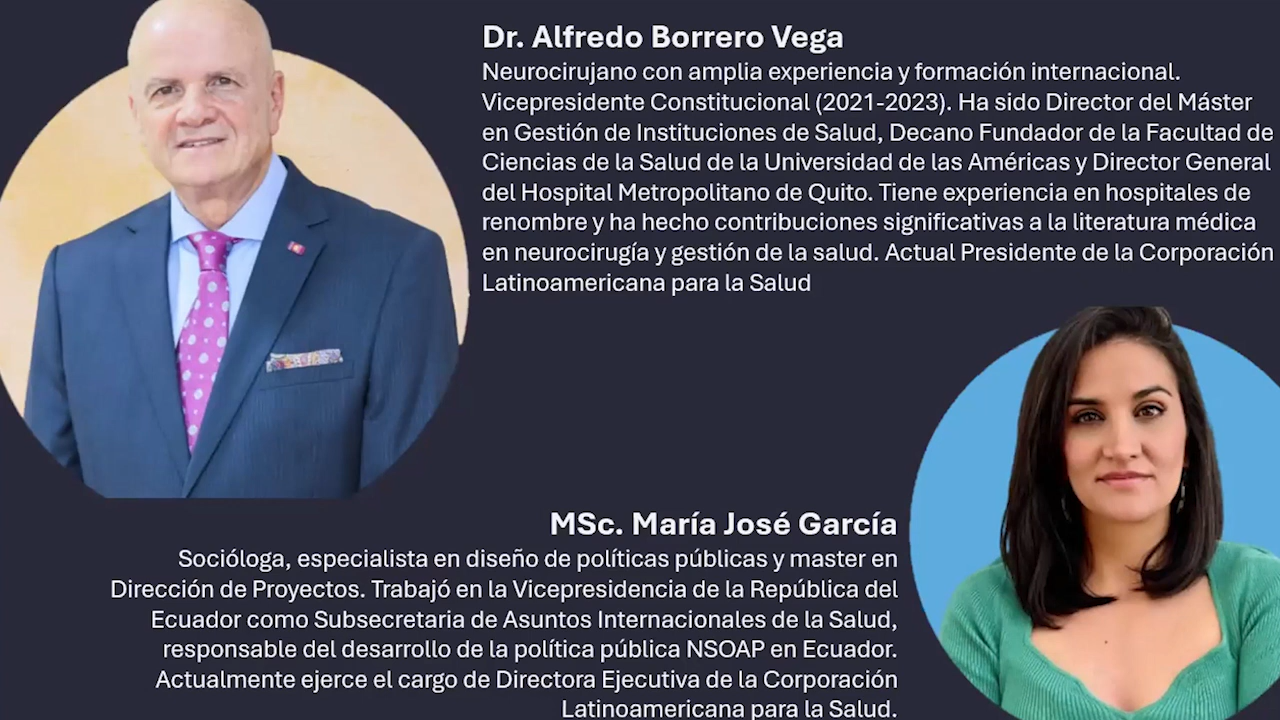 Dr. Alfredo Borrero Vega
Neurocirujano con amplia experiencia y formación internacional.
Vicepresidente Constitucional (2021-2023). Ha sido Director del Máster
en Gestión de Instituciones de Salud, Decano Fundador de la Facultad de
Ciencias de la Salud de la Universidad de las Américas y Director General
del Hospital Metropolitano de Quito. Tiene experiencia en hospitales de
renombre y ha hecho contribuciones significativas a la literatura médica
en neurocirugía y gestión de la salud. Actual Presidente de la Corporación
Latinoamericana para la Salud
MSc. María José García
Socióloga, especialista en diseño de políticas públicas y master en
Dirección de Proyectos. Trabajó en la Vicepresidencia de la República del
Ecuador como Subsecretaria de Asuntos Internacionales de la Salud,
responsable del desarrollo de la política pública NSOAP en Ecuador.
Actualmente ejerce el cargo de Directora Ejecutiva de la Corporación
Latinoamericana para la Salud.